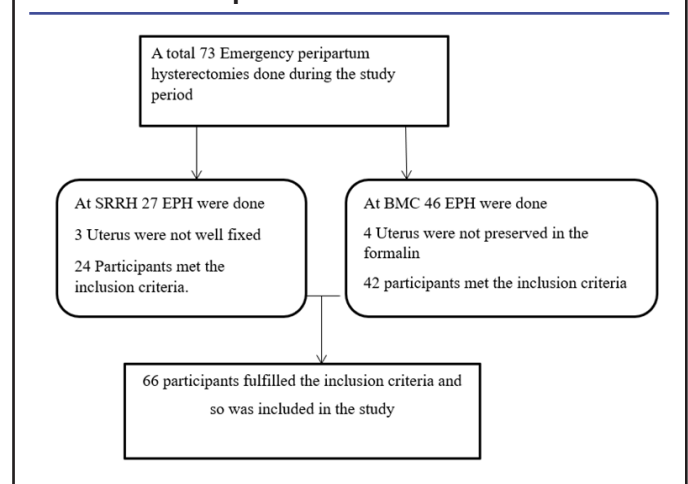 A total 73 Emergency peripartum
hysterectomies done during the study
period
At SRRH 27 EPH were done
3 Uterus were not well fixed
24 Participants met the
inclusion criteria.
At BMC 46 EPH were done
4 Uterus were not preserved in the
formalin
42 participants met the inclusion criteria
66 participants fulfilled the inclusion criteria and
so was included in the study